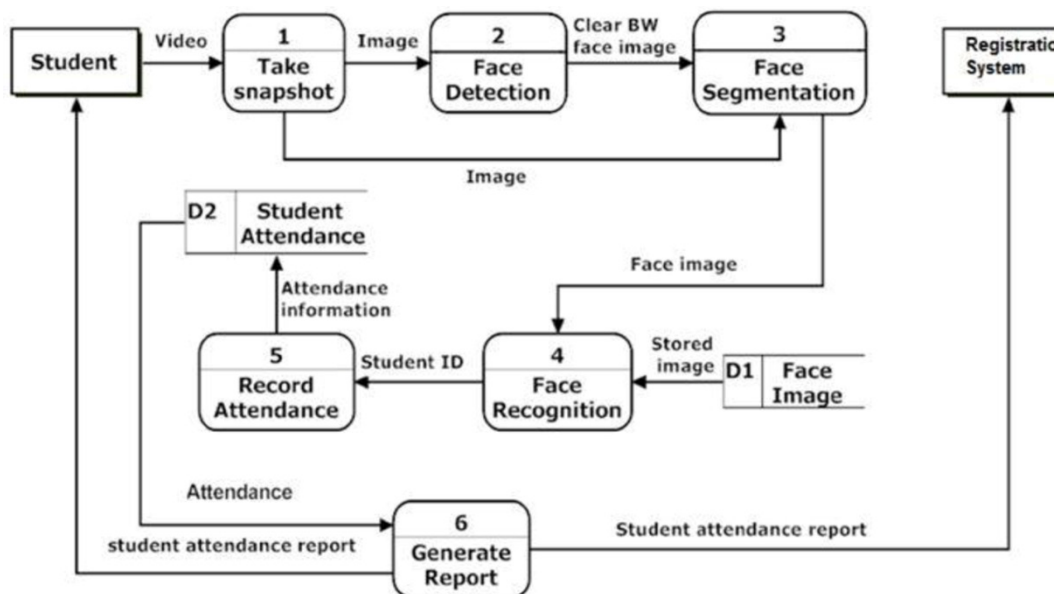 Student
Video
1
Take
snapshot
Image
2
Face
Detection
Clear BW
face image
3
Face
Segmentation
Registratio
System
Image
D2
Student
Attendance
Face image
Attendance
information
5
Record
Attendance
Student ID
4
Face
Recognition
Stored
image
D1
Face
Image
Attendance
student attendance report
6
Generate
Report
Student attendance report